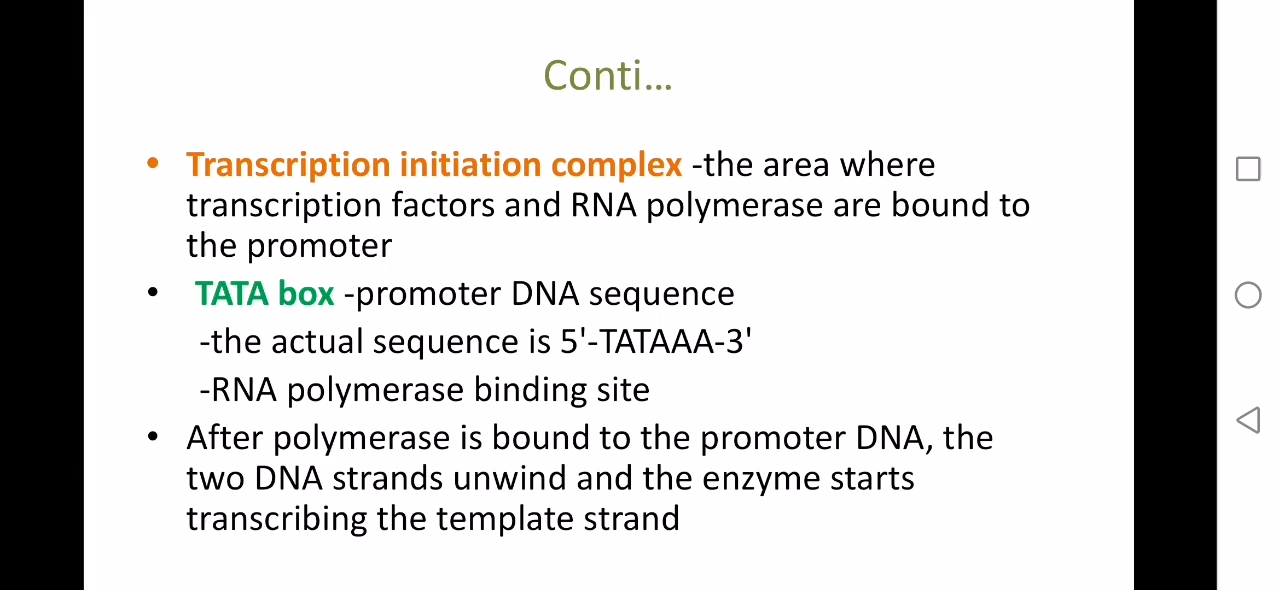 Conti...
• Transcription initiation complex -the area where
transcription factors and RNA polymerase are bound to
the promoter
• TATA box -promoter DNA sequence
-the actual sequence is 5'-TATAAA-3'
-RNA polymerase binding site
• After polymerase is bound to the promoter DNA, the
two DNA strands unwind and the enzyme starts
transcribing the template strand